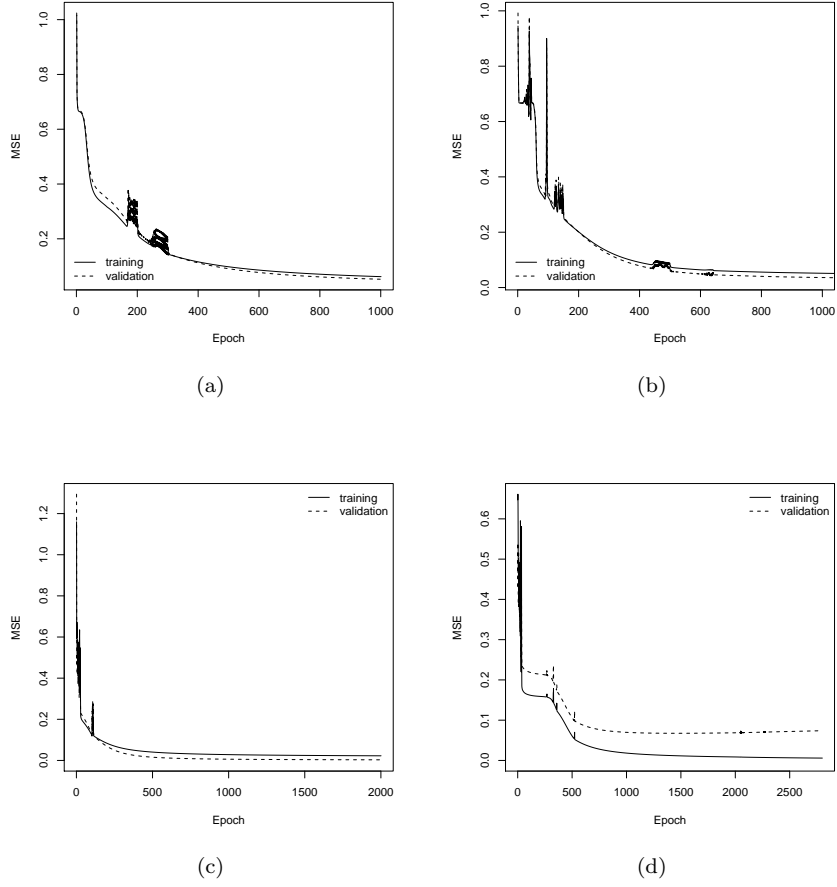 MSE
1.0
0.8
0.6
0.4
0.2
training
validation
0 200 400 600 800 1000
Epoch
(a)
MSE
1.0
0.8
0.6
0.4
0.2
0.0
training
validation
0 200 400 600 800 1000
Epoch
(b)
MSE
1.2
1.0
0.8
0.6
0.4
0.2
0.0
training
validation
0 500 1000 1500 2000
Epoch
(c)
MSE
0.6
0.5
0.4
0.3
0.2
0.1
0.0
training
validation
0 500 1000 1500 2000 2500
Epoch
(d)